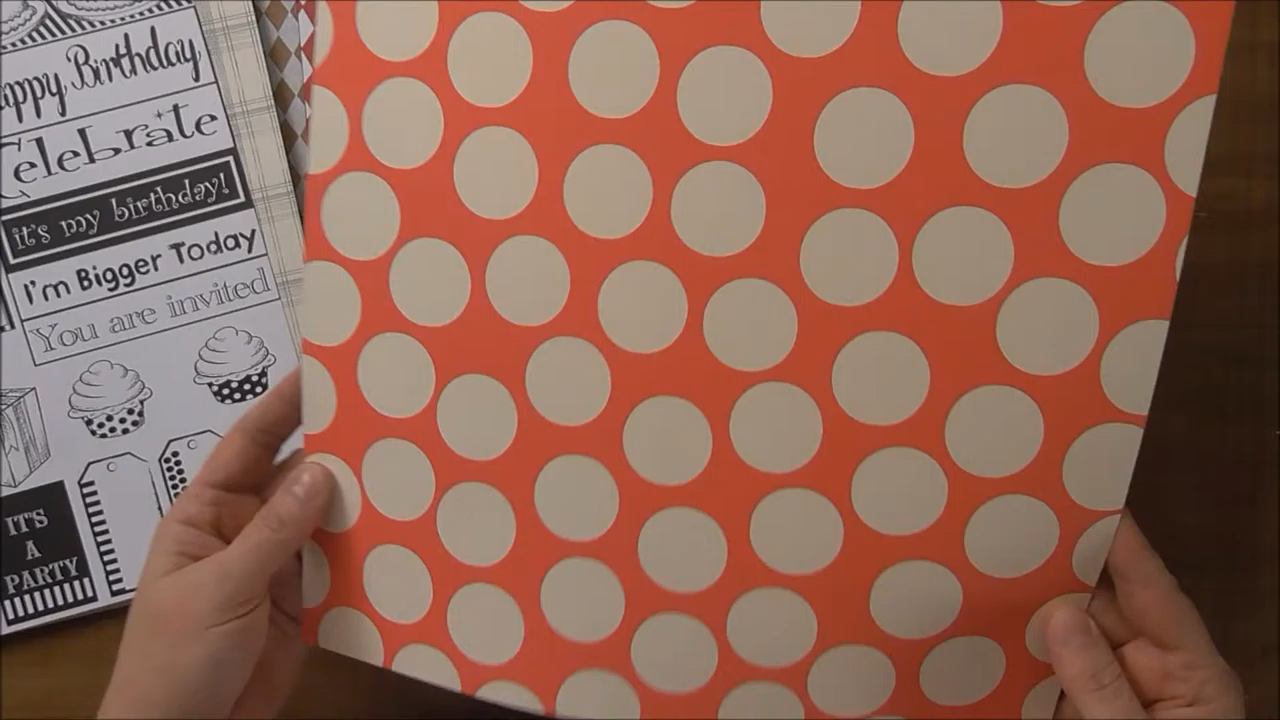 appy Birthday
Celebrate
it's my birthday!
I'm Bigger Today
You are invited
IT'S
A
PARTY